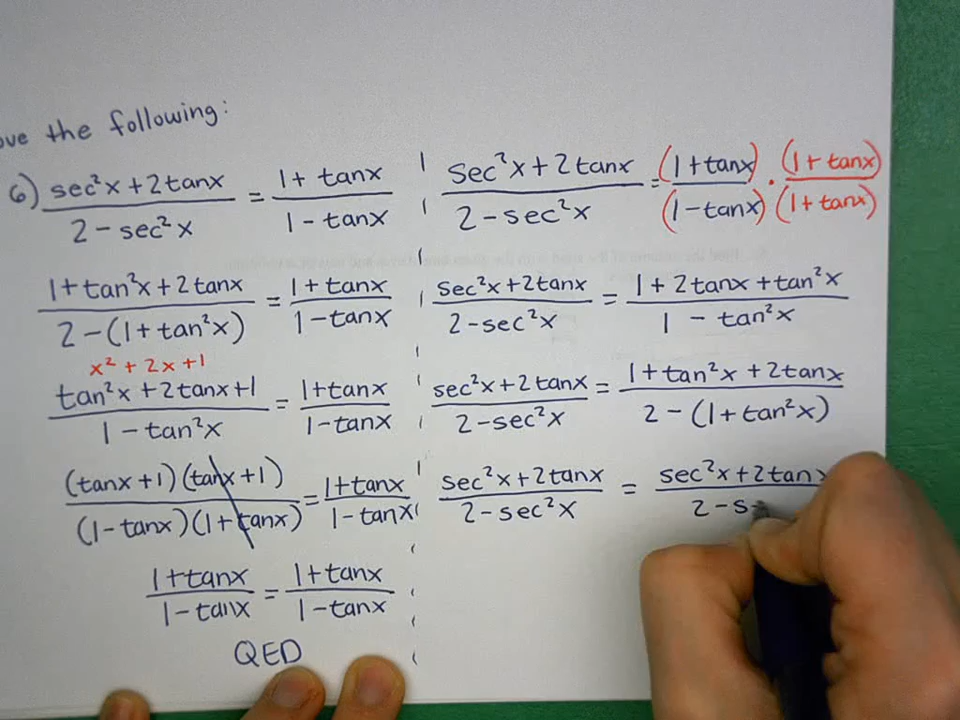 ove the following:
6) sec²x + 2tanx / 2 - sec²x = 1 + tanx / 1 - tanx
1 + tan²x + 2tanx / 2 - (1 + tan²x) = 1 + tanx / 1 - tanx
x² + 2x + 1
tan²x + 2tanx + 1 / 1 - tan²x = 1 + tanx / 1 - tanx
(tanx + 1)(tanx + 1) / (1 - tanx)(1 + tanx) = 1 + tanx / 1 - tanx
1 + tanx / 1 - tanx = 1 + tanx / 1 - tanx
QED
sec²x + 2tanx / 2 - sec²x = (1 + tanx) / (1 - tanx) · (1 + tanx) / (1 + tanx)
sec²x + 2tanx / 2 - sec²x = 1 + 2tanx + tan²x / 1 - tan²x
sec²x + 2tanx / 2 - sec²x = 1 + tan²x + 2tanx / 2 - (1 + tan²x)
sec²x + 2tanx / 2 - sec²x = sec²x + 2tanx / 2 - s